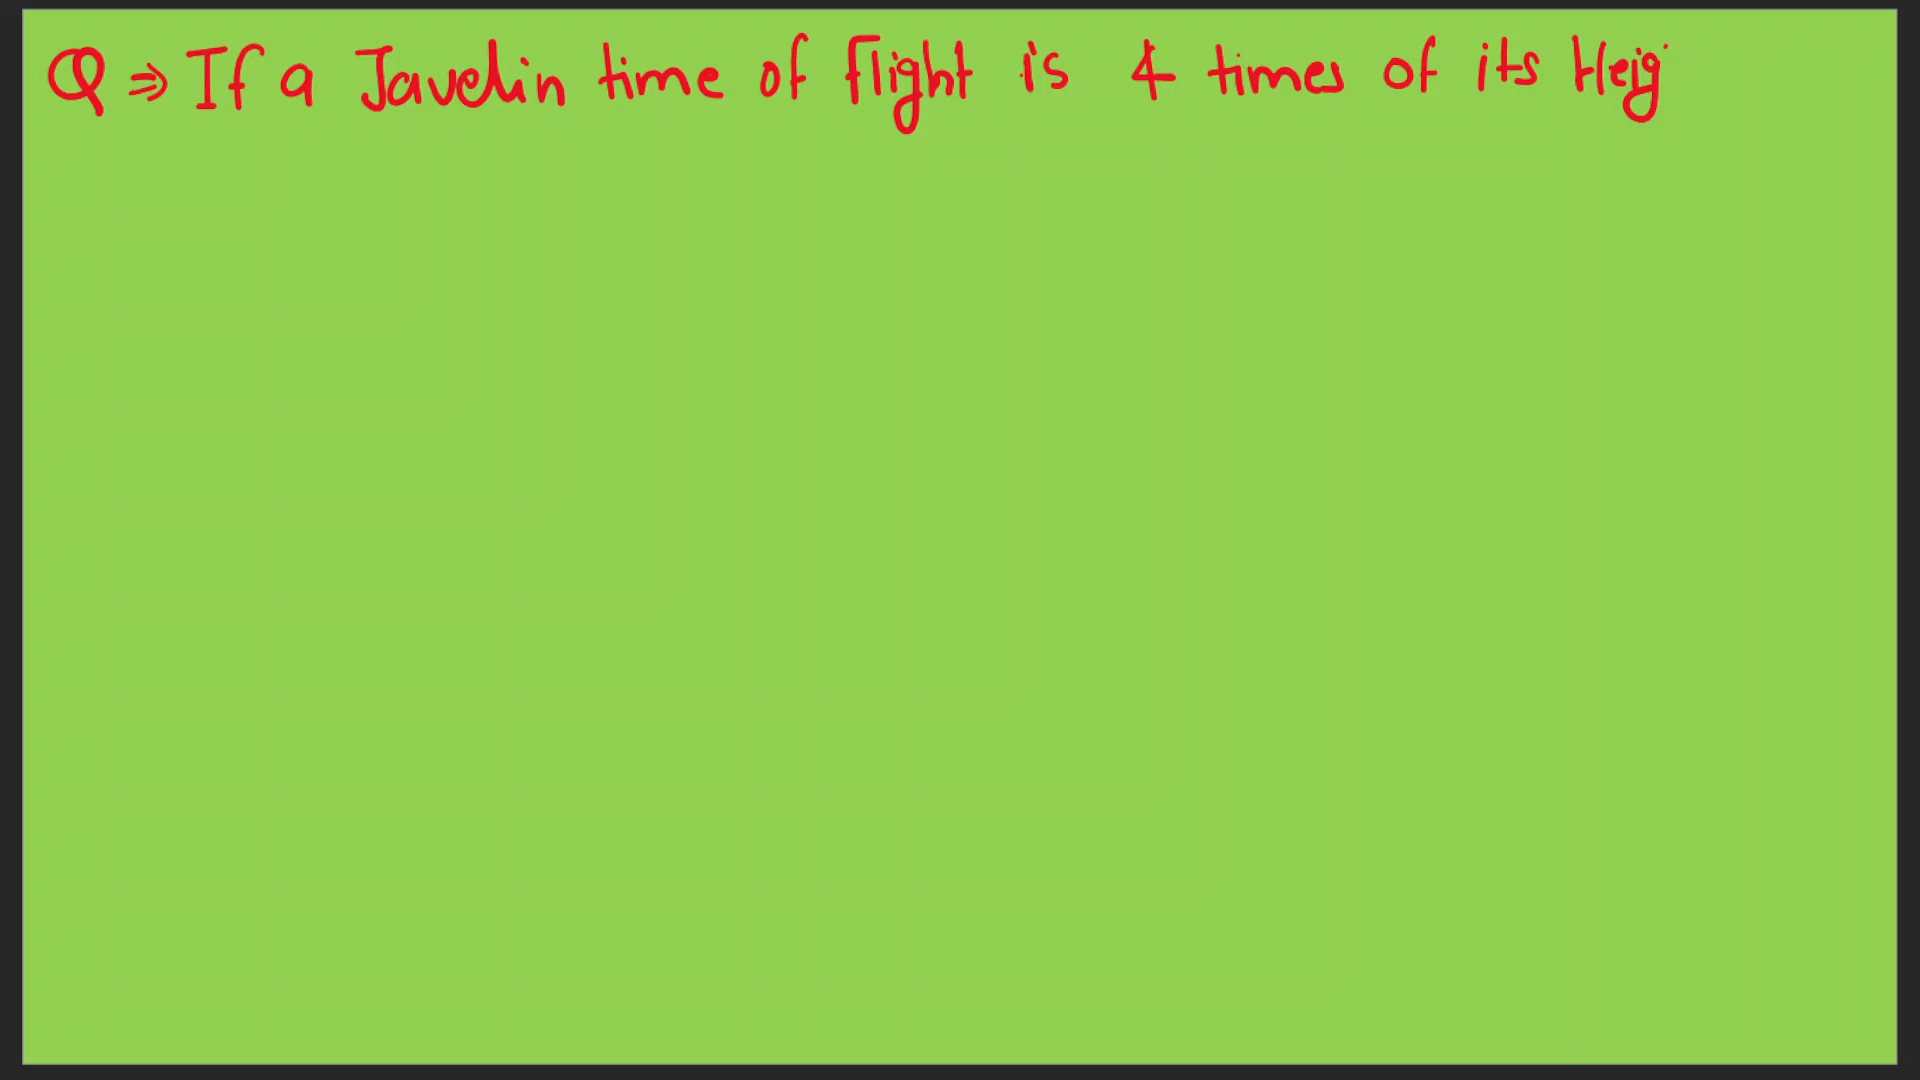 Q ⇒ If a Javelin time of flight is 4 times of its Heig